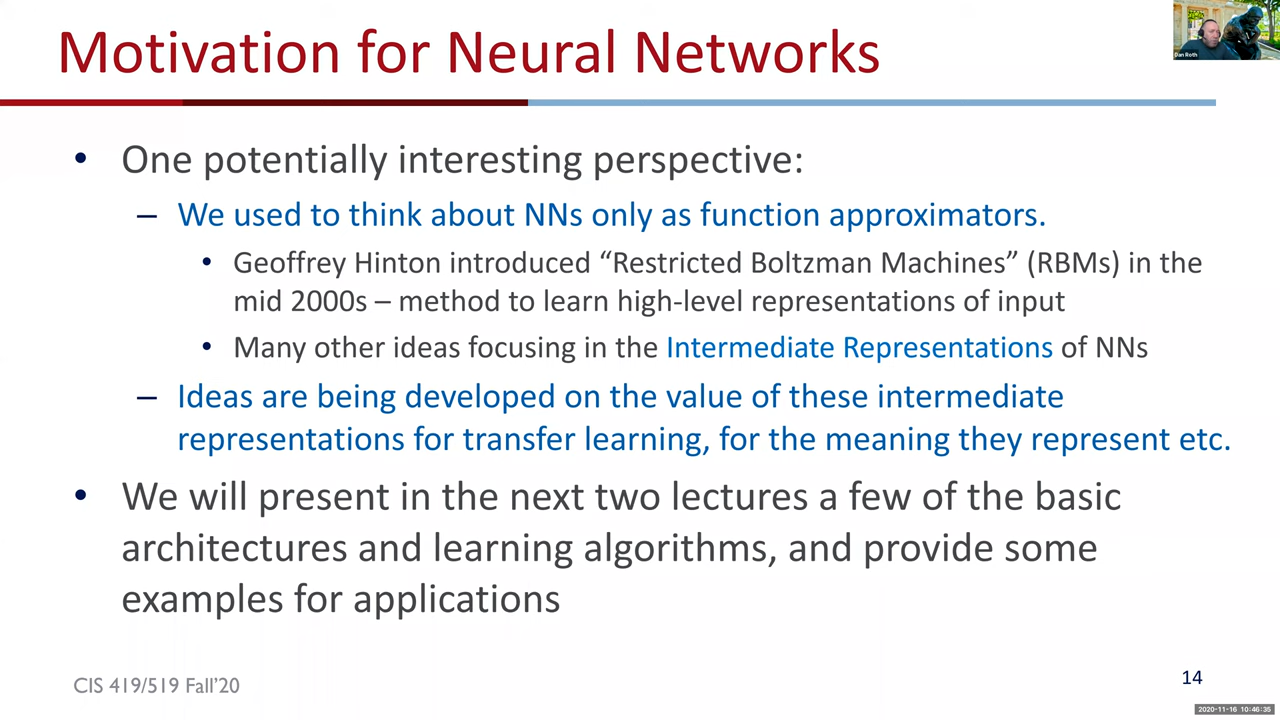 Motivation for Neural Networks
Dan Roth
• One potentially interesting perspective:
– We used to think about NNs only as function approximators.
• Geoffrey Hinton introduced “Restricted Boltzman Machines” (RBMs) in the
mid 2000s – method to learn high-level representations of input
• Many other ideas focusing in the Intermediate Representations of NNs
– Ideas are being developed on the value of these intermediate
representations for transfer learning, for the meaning they represent etc.
• We will present in the next two lectures a few of the basic
architectures and learning algorithms, and provide some
examples for applications
CIS 419/519 Fall’20
14
2020-11-16 10:46:35